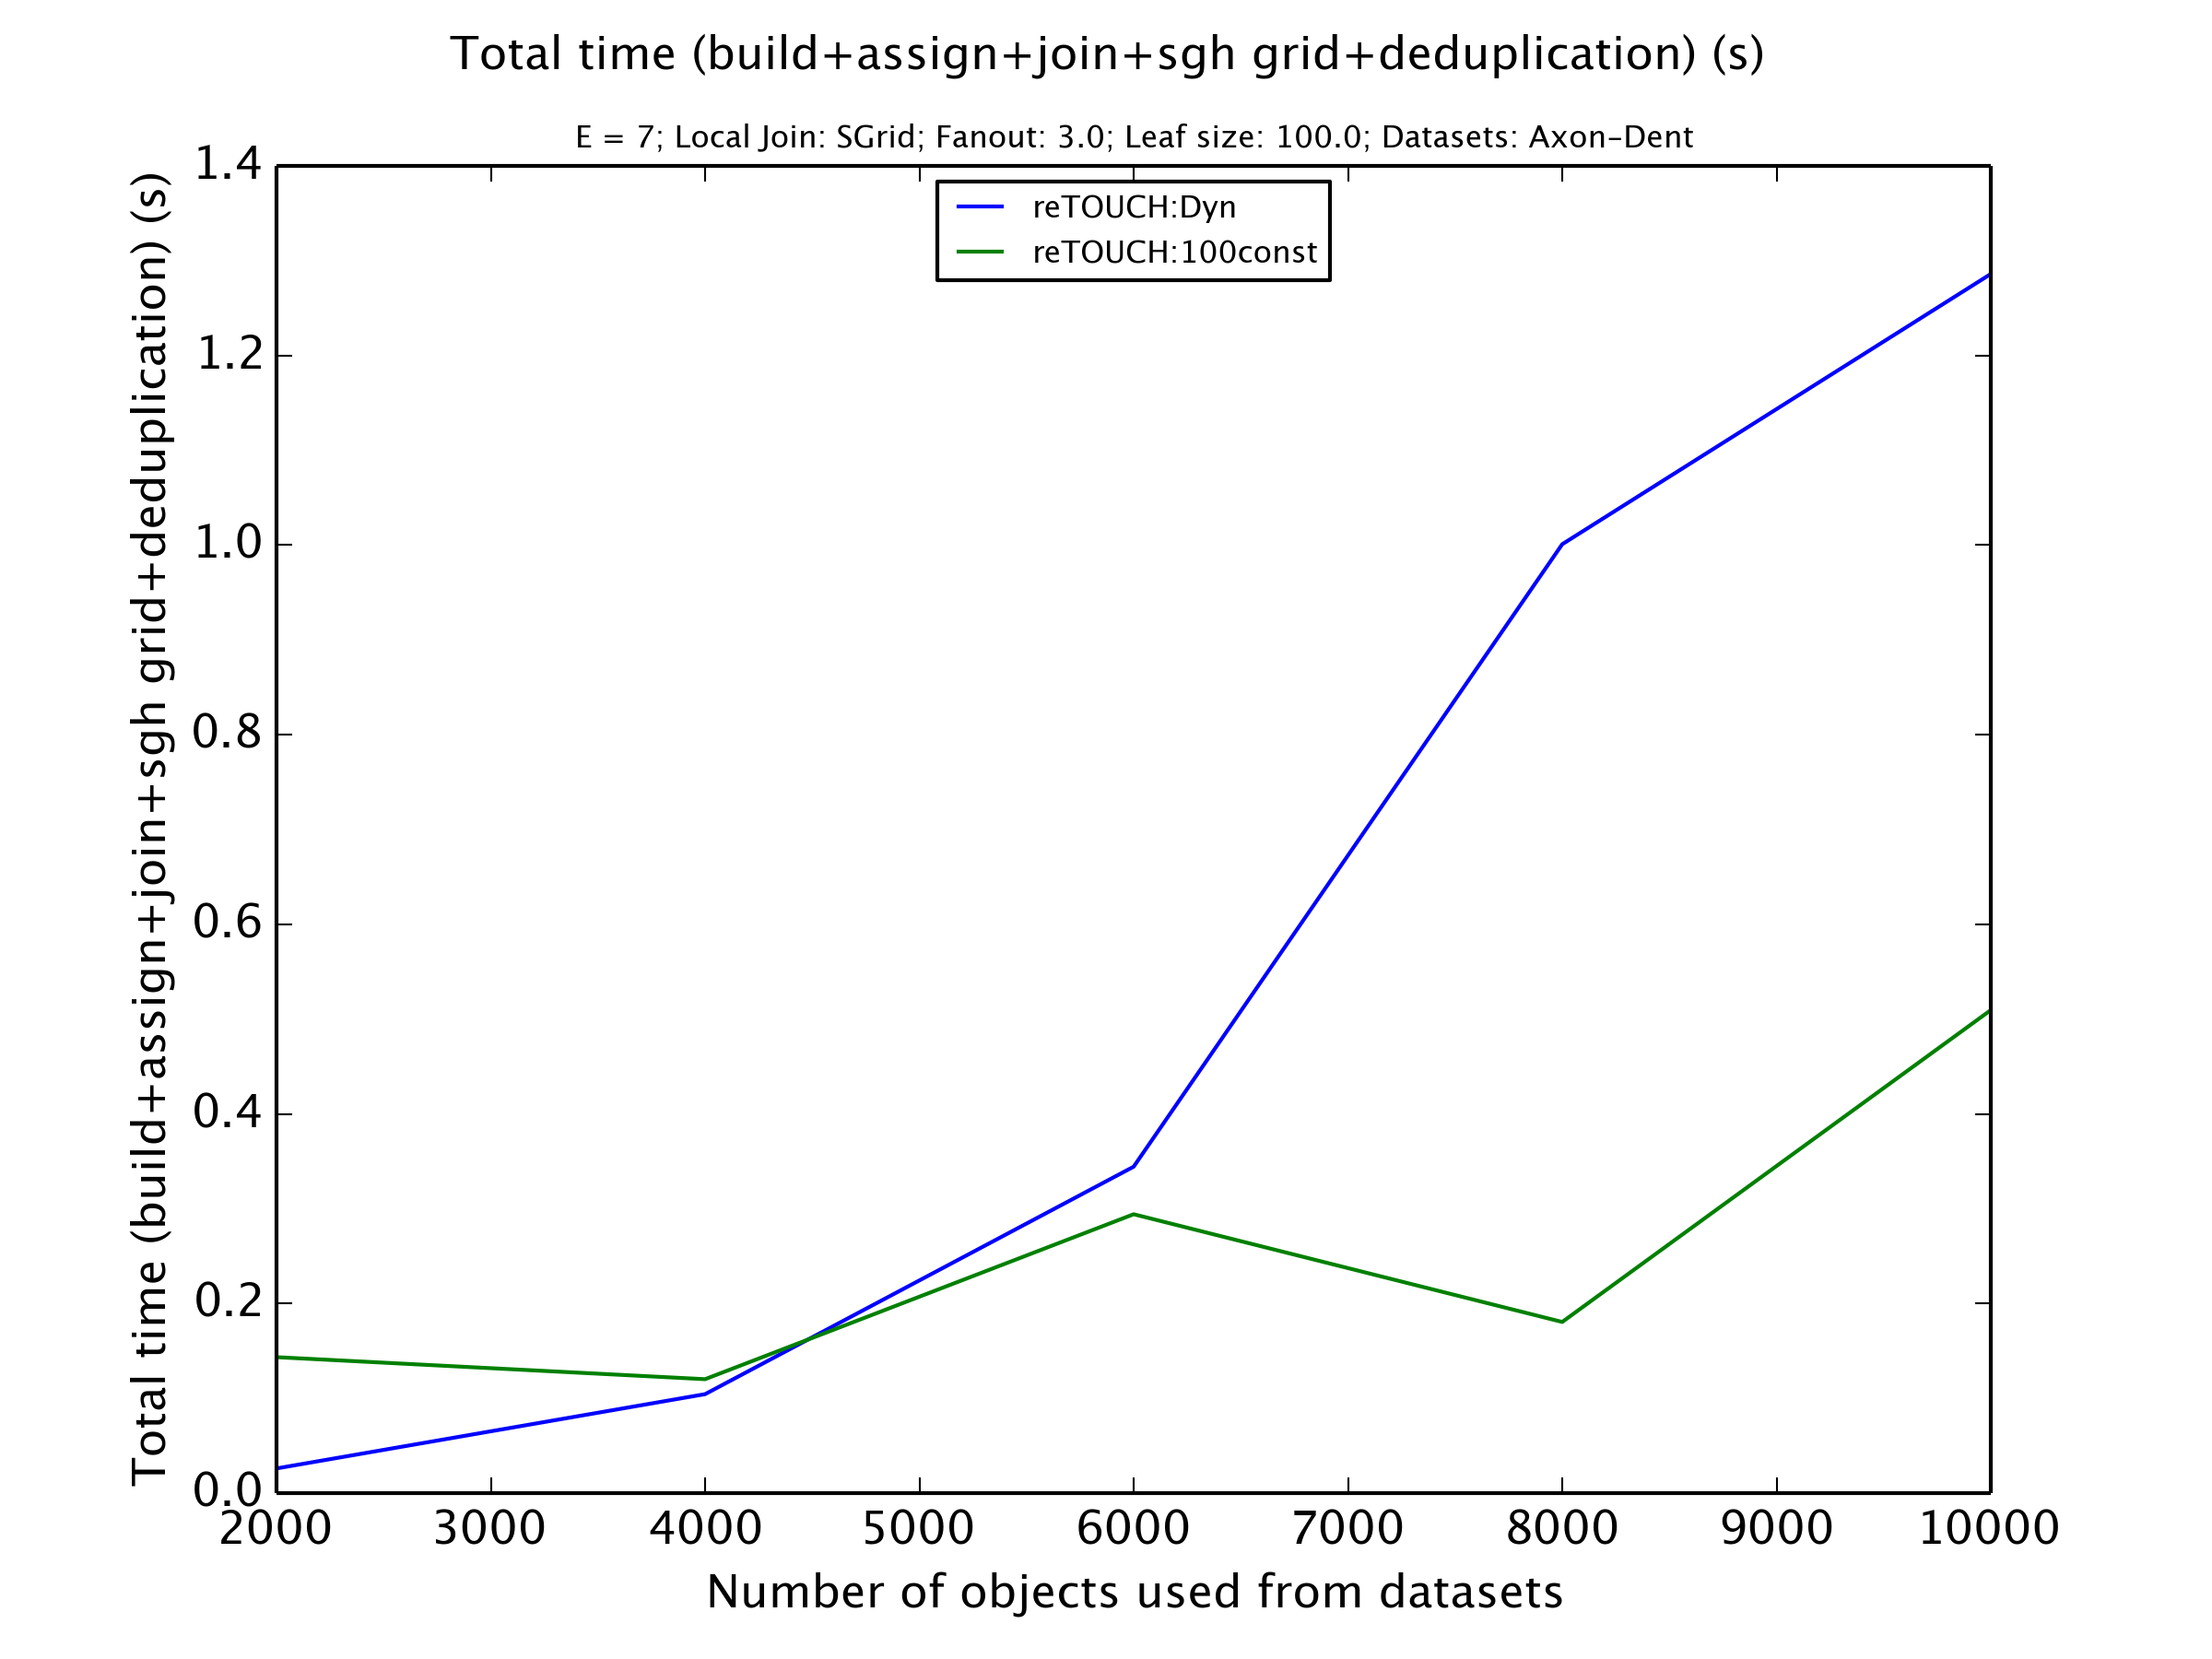 Total time (build+assign+join+sgh grid+deduplication) (s)
E = 7; Local Join: SGrid; Fanout: 3.0; Leaf size: 100.0; Datasets: Axon-Dent
reTOUCH:Dyn
reTOUCH:100const
Total time (build+assign+join+sgh grid+deduplication) (s)
1.4
1.2
1.0
0.8
0.6
0.4
0.2
0.0
2000 3000 4000 5000 6000 7000 8000 9000 10000
Number of objects used from datasets